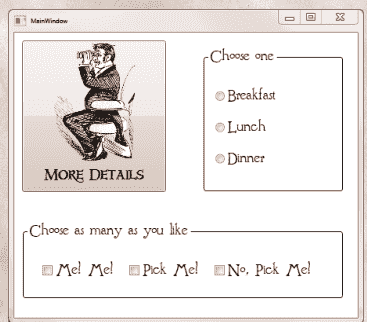 MainWindow
MORE DETAILS
Choose one
Breakfast
Lunch
Dinner
Choose as many as you like
Me! Me!
Pick Me!
No, Pick Me!